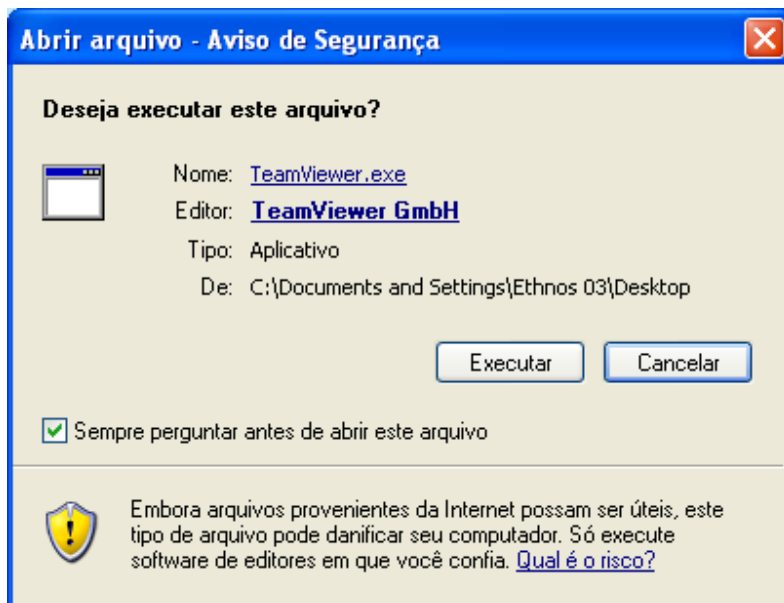 Abrir arquivo - Aviso de Segurança
Deseja executar este arquivo?
Nome: TeamViewer.exe
Editor: TeamViewer GmbH
Tipo: Aplicativo
De: C:\Documents and Settings\Ethnos 03\Desktop
Executar Cancelar
Sempre perguntar antes de abrir este arquivo
Embora arquivos provenientes da Internet possam ser úteis, este
tipo de arquivo pode danificar seu computador. Só execute
software de editores em que você confia. Qual é o risco?